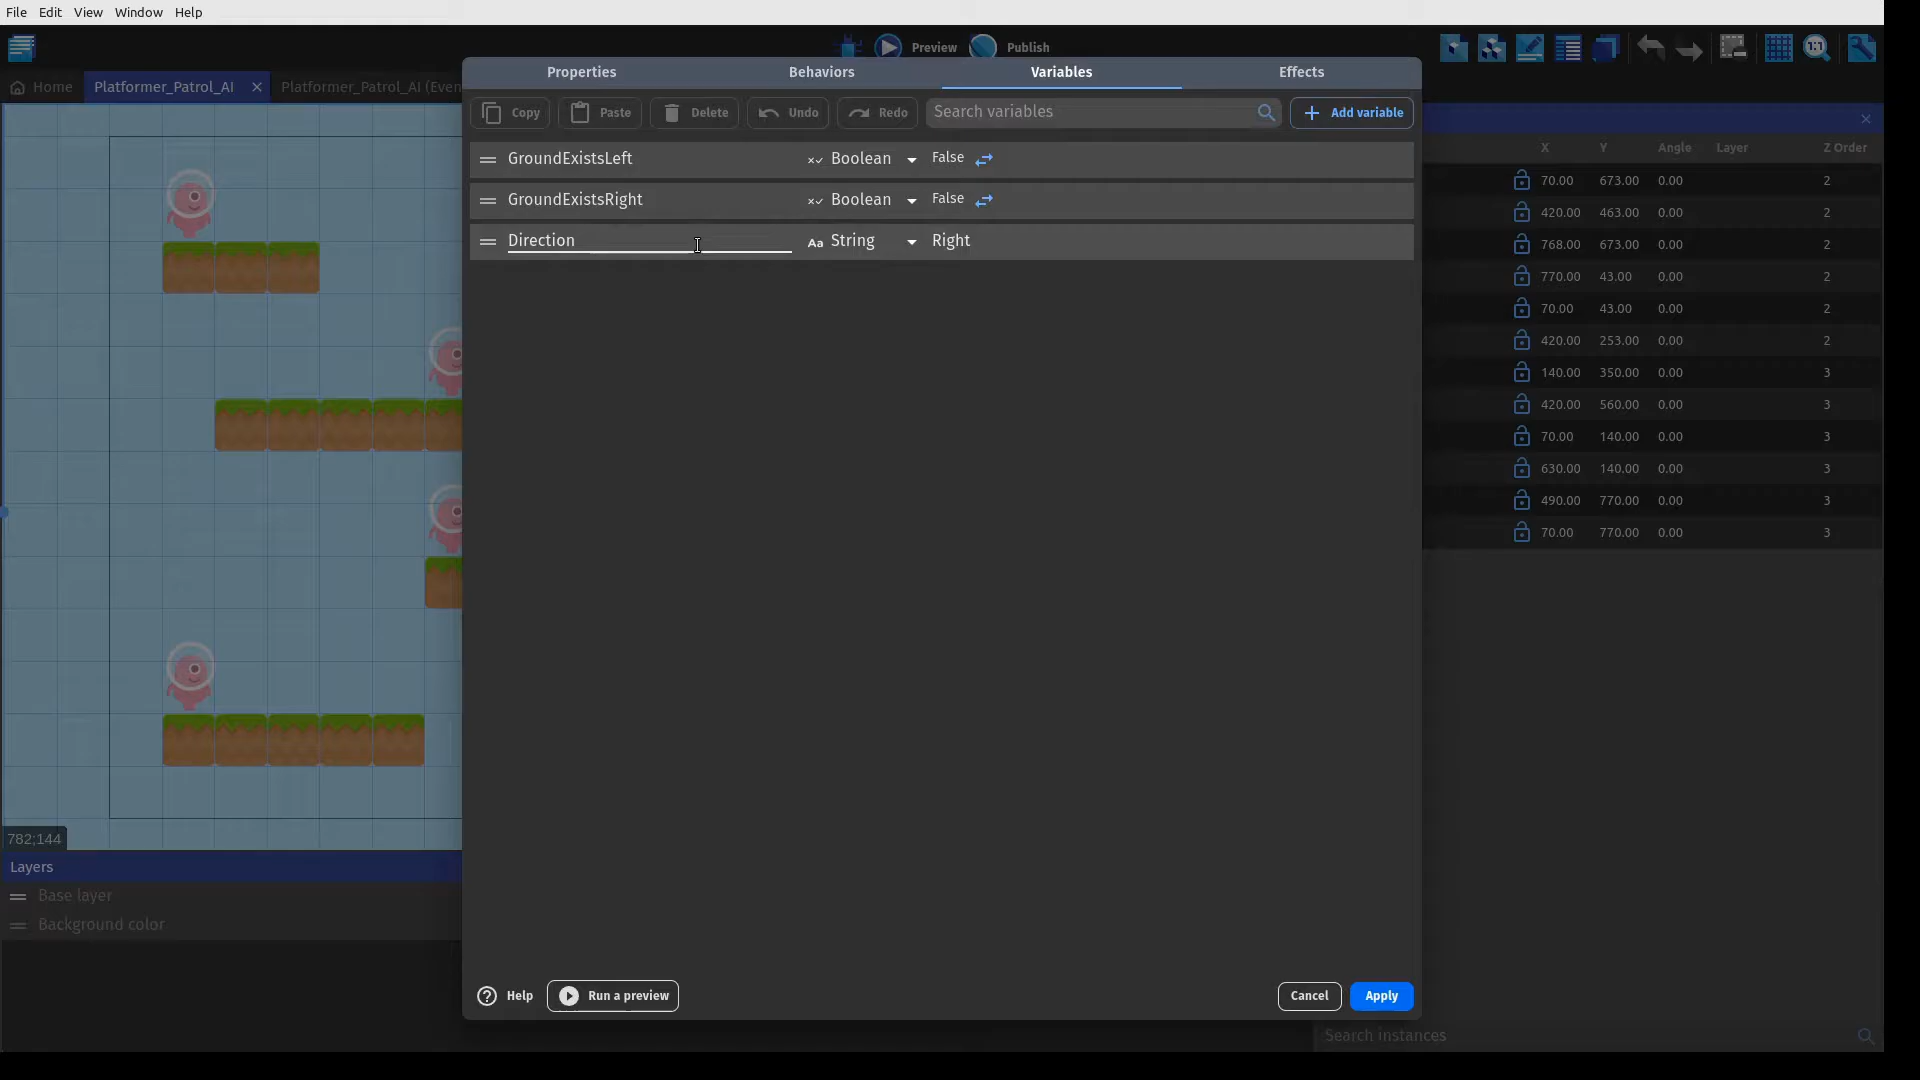 File Edit View Window Help
Preview Publish
Home Platformer_Patrol_AI Platformer_Patrol_AI (Even
Properties Behaviors Variables Effects
Copy Paste Delete Undo Redo Search variables Add variable
GroundExistsLeft Boolean False
GroundExistsRight Boolean False
Direction Aa String Right
X Y Angle Layer Z Order
70.00 673.00 0.00 2
420.00 463.00 0.00 2
768.00 673.00 0.00 2
770.00 43.00 0.00 2
70.00 43.00 0.00 2
420.00 253.00 0.00 2
140.00 350.00 0.00 3
420.00 560.00 0.00 3
70.00 140.00 0.00 3
630.00 140.00 0.00 3
490.00 770.00 0.00 3
70.00 770.00 0.00 3
782;144
Layers
Base layer
Background color
Help Run a preview Cancel Apply
Search instances
1:1